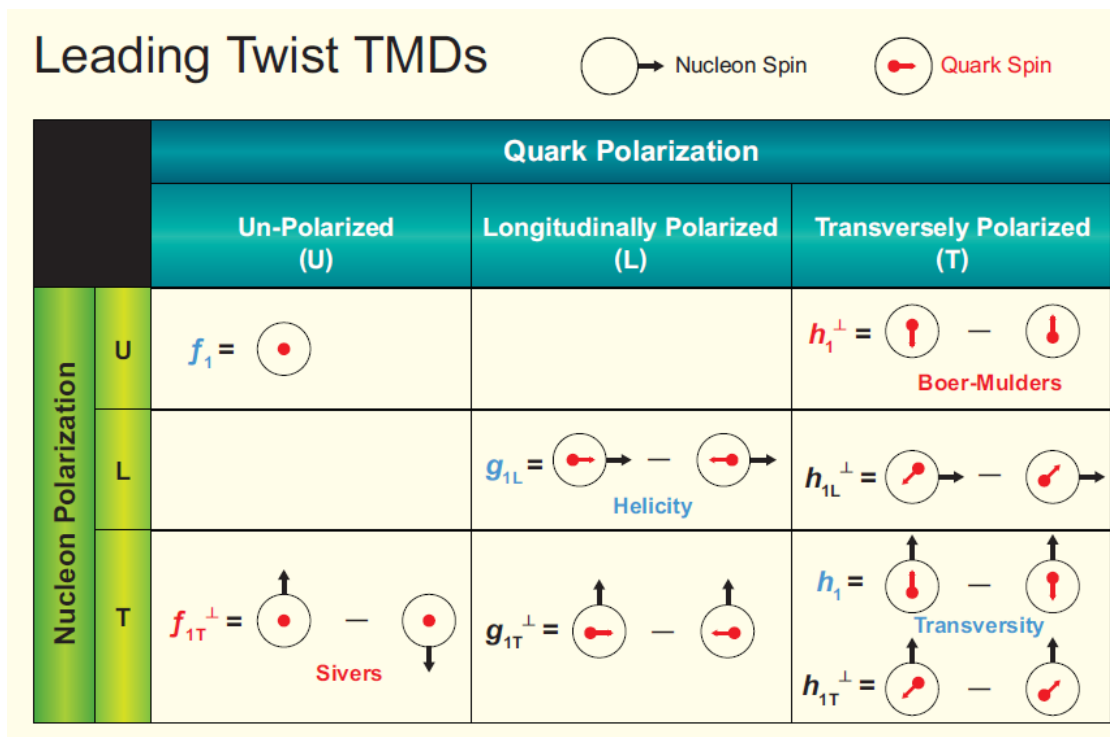 Leading Twist TMDs
Nucleon Spin
Quark Spin
Quark Polarization
Un-Polarized
(U)
Longitudinally Polarized
(L)
Transversely Polarized
(T)
Nucleon Polarization
U
f₁ =
h₁⊥ = —
Boer-Mulders
L
g₁L = —
Helicity
h₁L⊥ = —
T
f₁T⊥ = —
Sivers
g₁T⊥ = —
h₁ = —
Transversity
h₁T⊥ = —